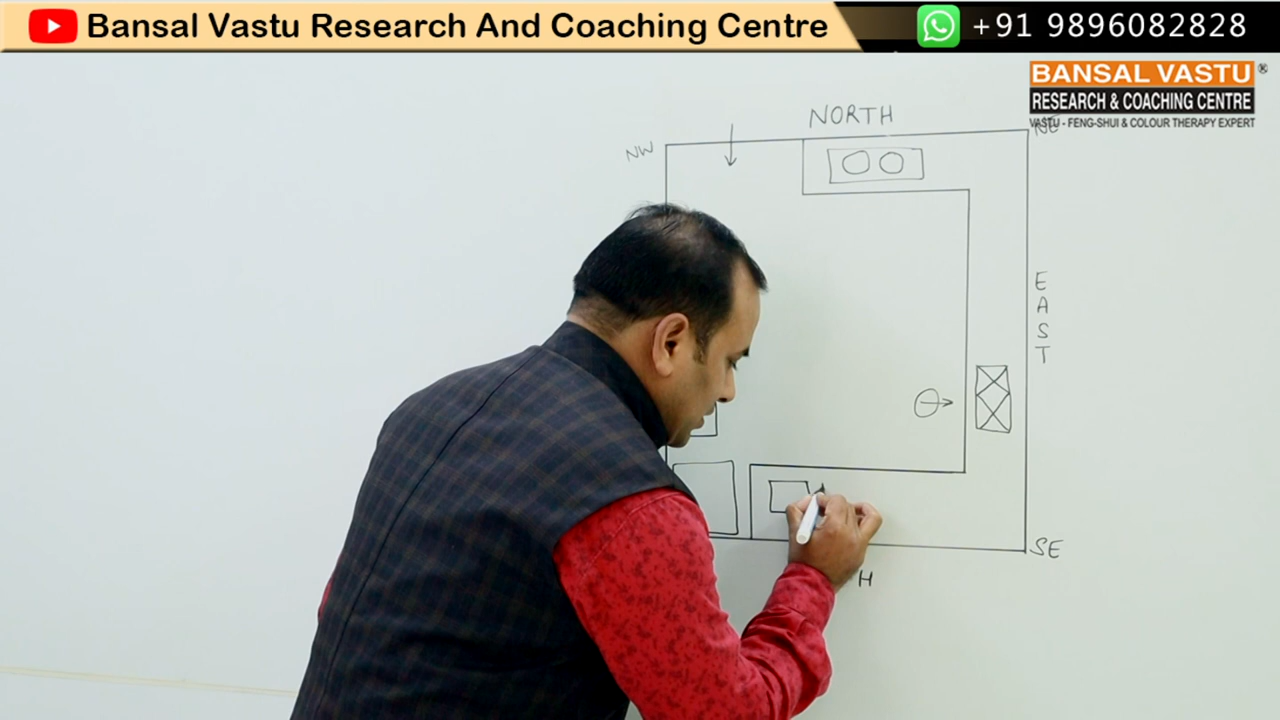 Bansal Vastu Research And Coaching Centre
+91 9896082828
BANSAL VASTU ®
RESEARCH & COACHING CENTRE
VASTU - FENG-SHUI & COLOUR THERAPY EXPERT
NORTH
NW
NE
E
A
S
T
SE
H